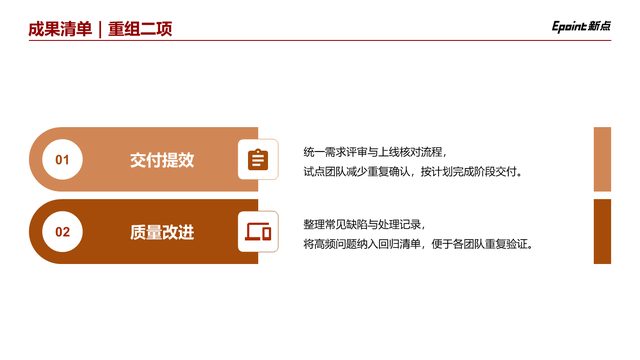 成果清单｜重组二项
Epoint新点
01
交付提效
统一需求评审与上线核对流程，
试点团队减少重复确认，按计划完成阶段交付。
02
质量改进
整理常见缺陷与处理记录，
将高频问题纳入回归清单，便于各团队重复验证。